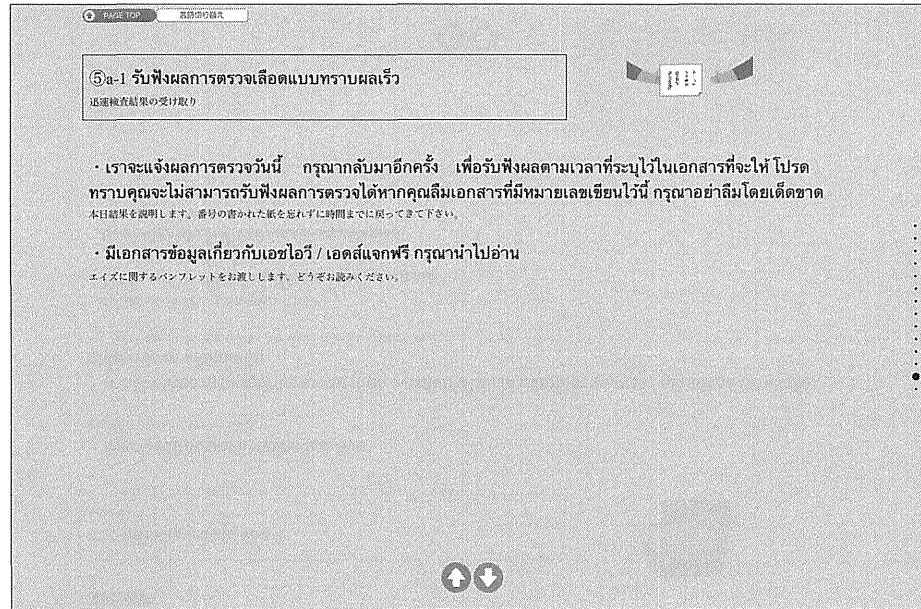 PAGE TOP 言語切り替え
⑤a-1 รับฟังผลการตรวจเลือดแบบทราบผลเร็ว
迅速検査結果の受け取り
・เราจะแจ้งผลการตรวจวันนี้ กรุณากลับมาอีกครั้ง เพื่อรับฟังผลตามเวลาที่ระบุไว้ในเอกสารที่จะให้ โปรด
ทราบคุณจะไม่สามารถรับฟังผลการตรวจได้หากคุณลืมเอกสารที่มีหมายเลขเขียนไว้นี้ กรุณาอย่าลืมโดยเด็ดขาด
本日結果を説明します。番号の書かれた紙を忘れずに時間までに戻ってきて下さい。
・มีเอกสารข้อมูลเกี่ยวกับเอชไอวี / เอดส์แจกฟรี กรุณานำไปอ่าน
エイズに関するパンフレットをお渡しします。どうぞお読みください。